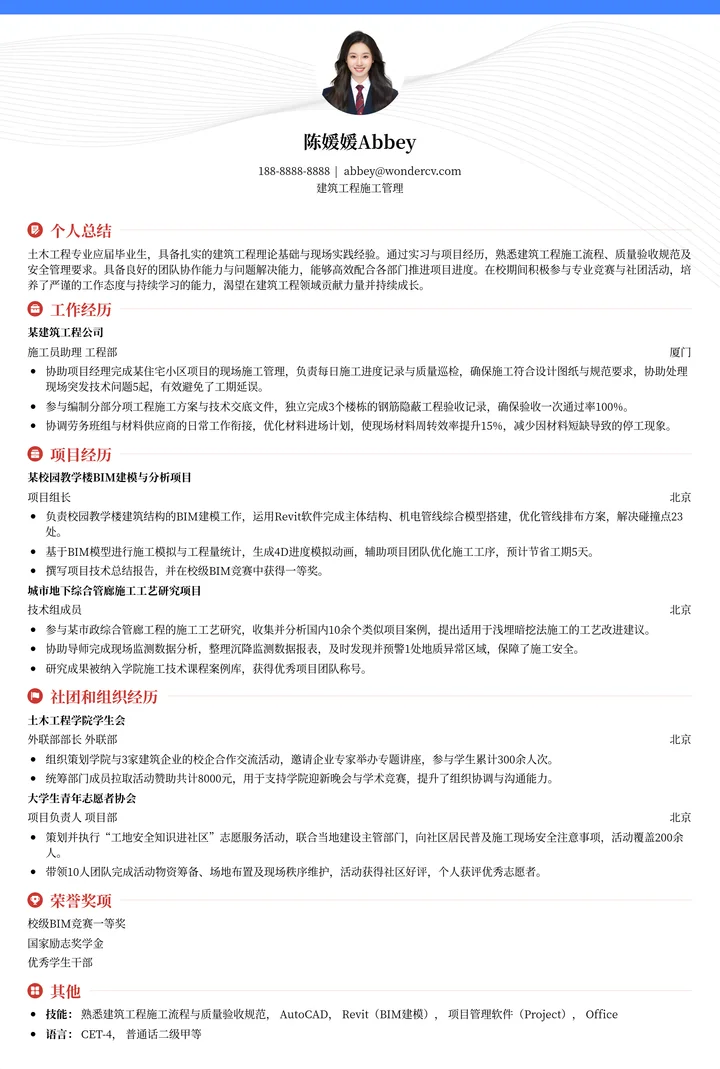 陈媛媛Abbey
188-8888-8888 | abbey@wondercv.com
建筑工程施工管理
个人总结
土木工程专业应届毕业生，具备扎实的建筑工程理论基础与现场实践经验。通过实习与项目经历，熟悉建筑工程施工流程、质量验收规范及
安全管理要求。具备良好的团队协作能力与问题解决能力，能够高效配合各部门推进项目进度。在校期间积极参与专业竞赛与社团活动，培
养了严谨的工作态度与持续学习的能力，渴望在建筑工程领域贡献力量并持续成长。
工作经历
某建筑工程公司
施工员助理 工程部 厦门
• 协助项目经理完成某住宅小区项目的现场施工管理，负责每日施工进度记录与质量巡检，确保施工符合设计图纸与规范要求，协助处理
现场突发技术问题5起，有效避免了工期延误。
• 参与编制分部分项工程施工方案与技术交底文件，独立完成3个楼栋的钢筋隐蔽工程验收记录，确保验收一次通过率100%。
• 协调劳务班组与材料供应商的日常工作衔接，优化材料进场计划，使现场材料周转效率提升15%，减少因材料短缺导致的停工现象。
项目经历
某校园教学楼BIM建模与分析项目
项目组长 北京
• 负责校园教学楼建筑结构的BIM建模工作，运用Revit软件完成主体结构、机电管线综合模型搭建，优化管线排布方案，解决碰撞点23
处。
• 基于BIM模型进行施工模拟与工程量统计，生成4D进度模拟动画，辅助项目团队优化施工工序，预计节省工期5天。
• 撰写项目技术总结报告，并在校级BIM竞赛中获得一等奖。
城市地下综合管廊施工工艺研究项目
技术组成员 北京
• 参与某市政综合管廊工程的施工工艺研究，收集并分析国内10余个类似项目案例，提出适用于浅埋暗挖法施工的工艺改进建议。
• 协助导师完成现场监测数据分析，整理沉降监测数据报表，及时发现并预警1处地质异常区域，保障了施工安全。
• 研究成果被纳入学院施工技术课程案例库，获得优秀项目团队称号。
社团和组织经历
土木工程学院学生会
外联部部长 外联部 北京
• 组织策划学院与3家建筑企业的校企合作交流活动，邀请企业专家举办专题讲座，参与学生累计300余人次。
• 统筹部门成员拉取活动赞助共计8000元，用于支持学院迎新晚会与学术竞赛，提升了组织协调与沟通能力。
大学生青年志愿者协会
项目负责人 项目部 北京
• 策划并执行“工地安全知识进社区”志愿服务活动，联合当地建设主管部门，向社区居民普及施工现场安全注意事项，活动覆盖200余
人。
• 带领10人团队完成活动物资筹备、场地布置及现场秩序维护，活动获得社区好评，个人获评优秀志愿者。
荣誉奖项
校级BIM竞赛一等奖
国家励志奖学金
优秀学生干部
其他
• 技能： 熟悉建筑工程施工流程与质量验收规范， AutoCAD， Revit（BIM建模）， 项目管理软件（Project）， Office
• 语言： CET-4， 普通话二级甲等